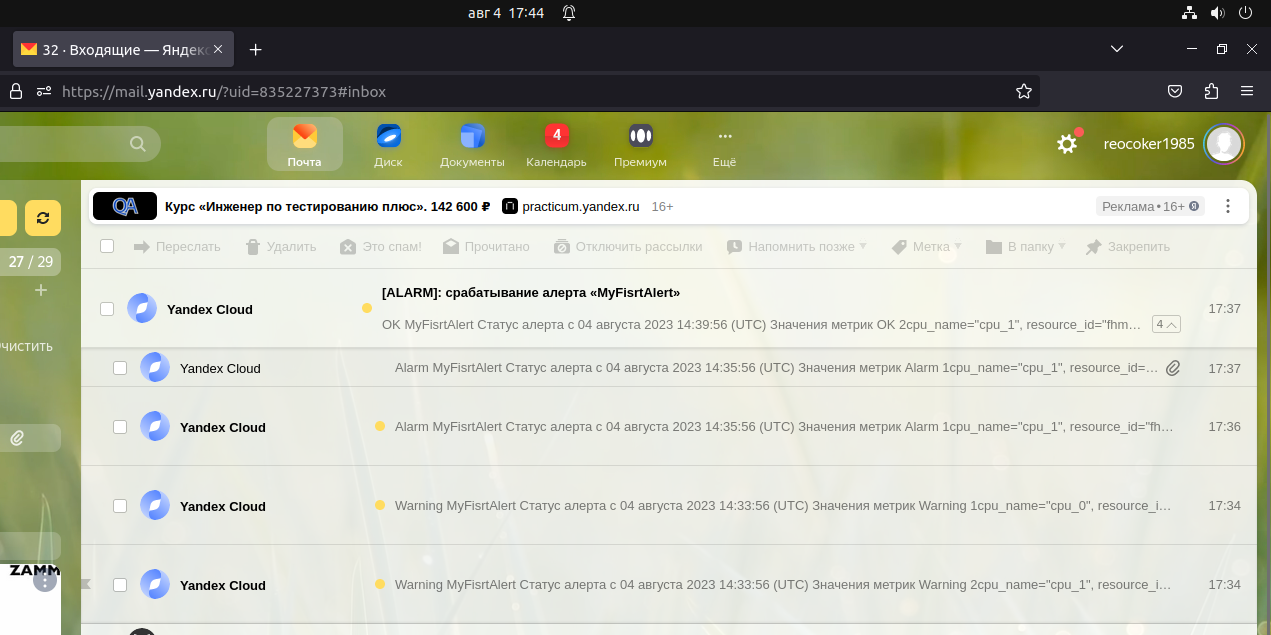 авг 4 17:44
32 · Входящие — Яндекс
https://mail.yandex.ru/?uid=835227373#inbox
Почта
Диск
Документы
4
Календарь
Премиум
Ещё
reocoker1985
QA Курс «Инженер по тестированию плюс». 142 600 ₽ practicum.yandex.ru 16+ Реклама • 16+ Я
27 / 29
Переслать Удалить Это спам! Прочитано Отключить рассылки Напомнить позже Метка В папку Закрепить
[ALARM]: срабатывание алерта «MyFisrtAlert»
Yandex Cloud 17:37
OK MyFisrtAlert Статус алерта с 04 августа 2023 14:39:56 (UTC) Значения метрик OK 2cpu_name="cpu_1", resource_id="fhm… 4
чистить
Yandex Cloud Alarm MyFisrtAlert Статус алерта с 04 августа 2023 14:35:56 (UTC) Значения метрик Alarm 1cpu_name="cpu_1", resource_id=… 17:37
Yandex Cloud Alarm MyFisrtAlert Статус алерта с 04 августа 2023 14:35:56 (UTC) Значения метрик Alarm 1cpu_name="cpu_1", resource_id="fh… 17:36
Yandex Cloud Warning MyFisrtAlert Статус алерта с 04 августа 2023 14:33:56 (UTC) Значения метрик Warning 1cpu_name="cpu_0", resource_i… 17:34
ZAMM
Yandex Cloud Warning MyFisrtAlert Статус алерта с 04 августа 2023 14:33:56 (UTC) Значения метрик Warning 2cpu_name="cpu_1", resource_i… 17:34